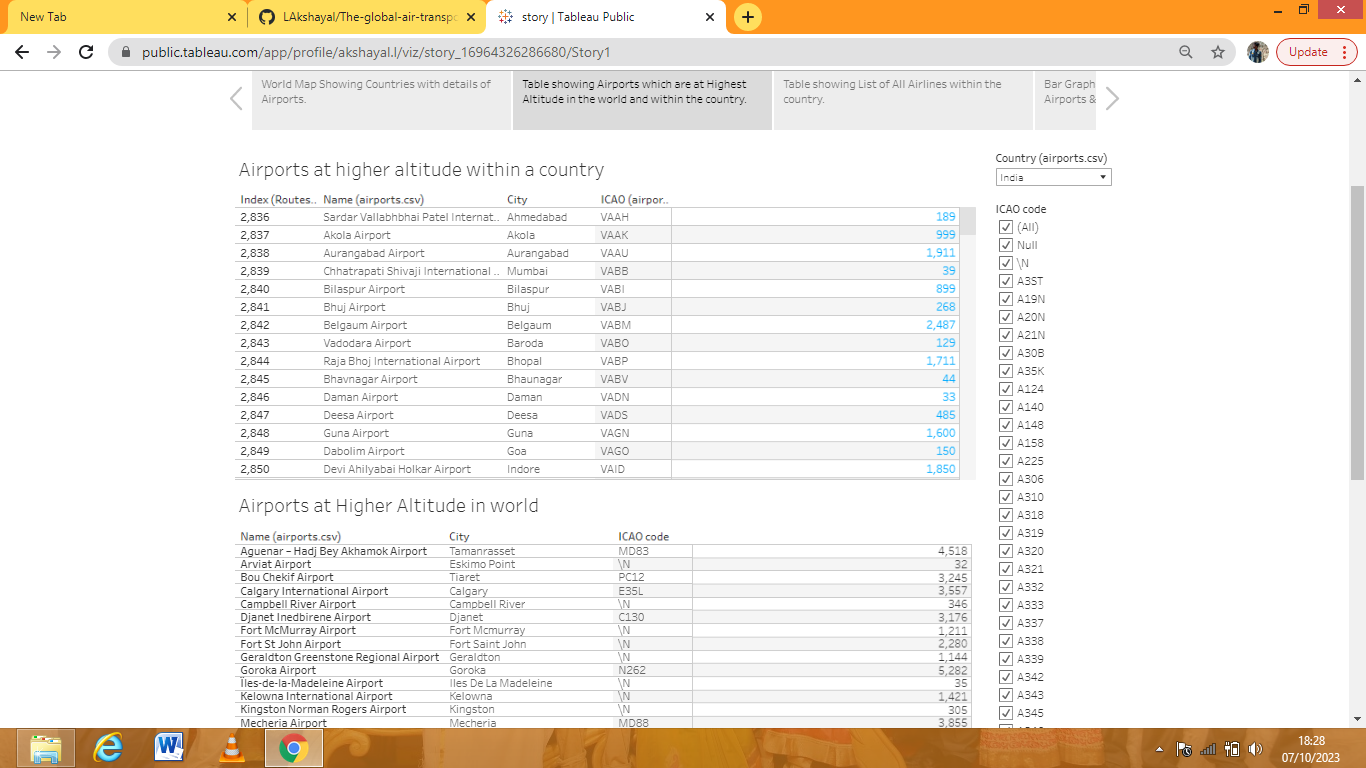 New Tab
LAkshayal/The-global-air-transpo
story | Tableau Public
public.tableau.com/app/profile/akshayal.l/viz/story_16964326286680/Story1
Update
World Map Showing Countries with details of Airports.
Table showing Airports which are at Highest Altitude in the world and within the country.
Table showing List of All Airlines within the country.
Bar Graph
Airports &
Airports at higher altitude within a country
Index (Routes.. Name (airports.csv) City ICAO (airpor..
2,836 Sardar Vallabhbhai Patel Internat.. Ahmedabad VAAH 189
2,837 Akola Airport Akola VAAK 999
2,838 Aurangabad Airport Aurangabad VAAU 1,911
2,839 Chhatrapati Shivaji International .. Mumbai VABB 39
2,840 Bilaspur Airport Bilaspur VABI 899
2,841 Bhuj Airport Bhuj VABJ 268
2,842 Belgaum Airport Belgaum VABM 2,487
2,843 Vadodara Airport Baroda VABO 129
2,844 Raja Bhoj International Airport Bhopal VABP 1,711
2,845 Bhavnagar Airport Bhaunagar VABV 44
2,846 Daman Airport Daman VADN 33
2,847 Deesa Airport Deesa VADS 485
2,848 Guna Airport Guna VAGN 1,600
2,849 Dabolim Airport Goa VAGO 150
2,850 Devi Ahilyabai Holkar Airport Indore VAID 1,850
Airports at Higher Altitude in world
Name (airports.csv) City ICAO code
Aguenar – Hadj Bey Akhamok Airport Tamanrasset MD83 4,518
Arviat Airport Eskimo Point \N 32
Bou Chekif Airport Tiaret PC12 3,245
Calgary International Airport Calgary E35L 3,557
Campbell River Airport Campbell River \N 346
Djanet Inedbirene Airport Djanet C130 3,176
Fort McMurray Airport Fort Mcmurray \N 1,211
Fort St John Airport Fort Saint John \N 2,280
Geraldton Greenstone Regional Airport Geraldton \N 1,144
Goroka Airport Goroka N262 5,282
Îles-de-la-Madeleine Airport Iles De La Madeleine \N 35
Kelowna International Airport Kelowna \N 1,421
Kingston Norman Rogers Airport Kingston \N 305
Mecheria Airport Mecheria MD88 3,855
Country (airports.csv)
India
ICAO code
(All)
Null
\N
A3ST
A19N
A20N
A21N
A30B
A35K
A124
A140
A148
A158
A225
A306
A310
A318
A319
A320
A321
A332
A333
A337
A338
A339
A342
A343
A345
18:28
07/10/2023